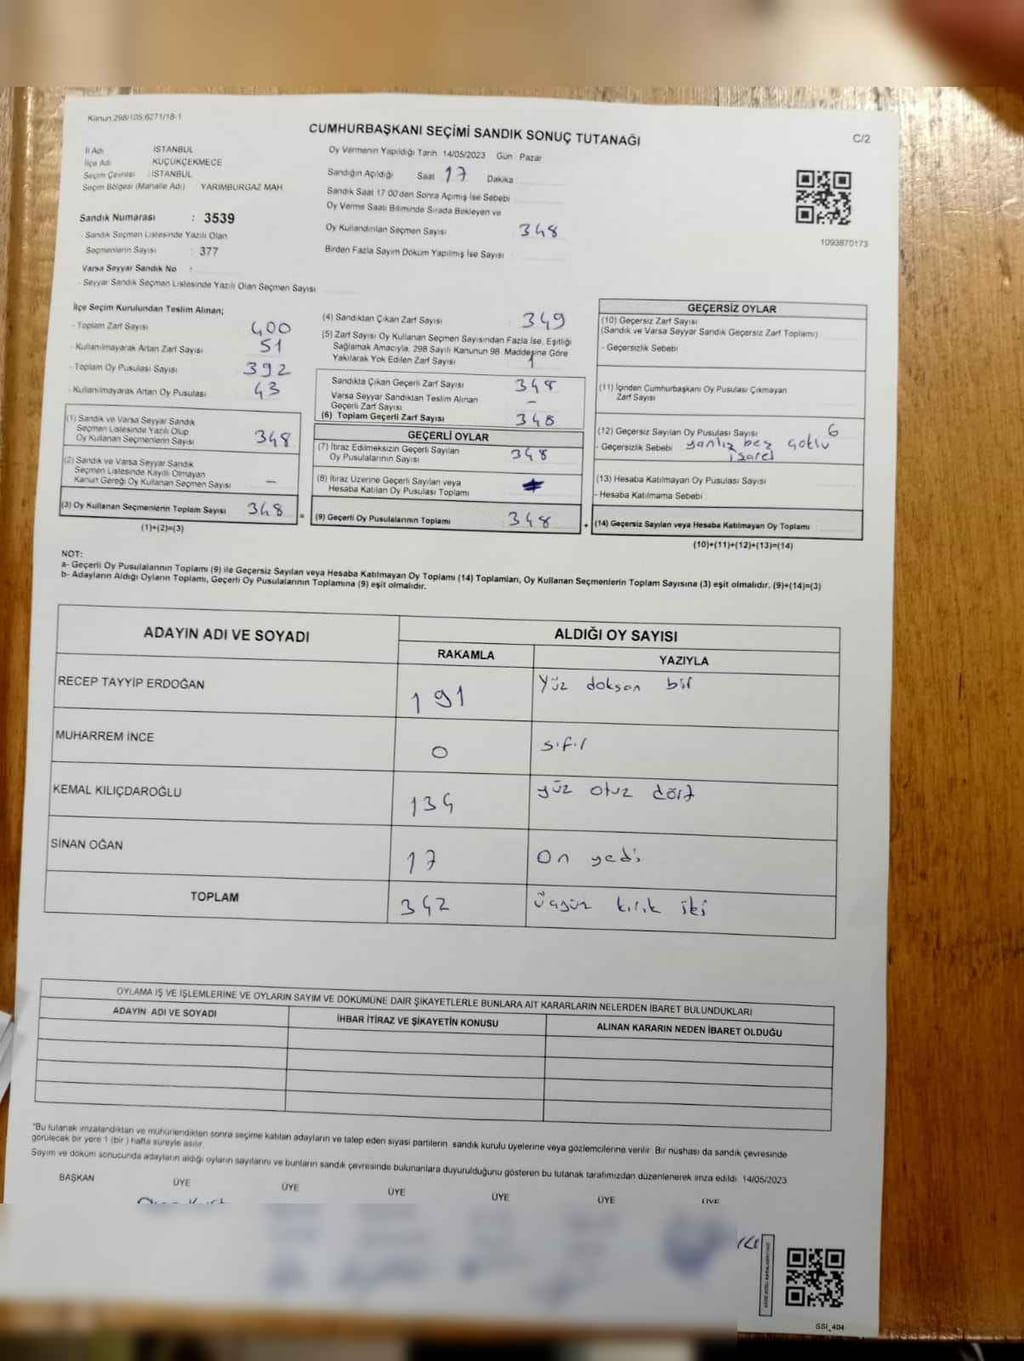 Kanun 298/105;6271/18-1
CUMHURBAŞKANI SEÇİMİ SANDIK SONUÇ TUTANAĞI
C/2
İl Adı İSTANBUL
İlçe Adı KÜÇÜKÇEKMECE
Seçim Çevresi : İSTANBUL
Seçim Bölgesi (Mahalle Adı) YARIMBURGAZ MAH
Sandık Numarası : 3539
- Sandık Seçmen Listesinde Yazılı Olan
Seçmenlerin Sayısı : 377
Varsa Seyyar Sandık No :
- Seyyar Sandık Seçmen Listesinde Yazılı Olan Seçmen Sayısı
Oy Vermenin Yapıldığı Tarih 14/05/2023 Gün : Pazar
Sandığın Açıldığı Saat 17 Dakika
Sandık Saat 17:00'den Sonra Açımış İse Sebebi
Oy Verme Saati Bitiminde Sırada Bekleyen ve
Oy Kullandırılan Seçmen Sayısı 348
Birden Fazla Sayım Döküm Yapılmış İse Sayısı
1093870173
İlçe Seçim Kurulundan Teslim Alınan;
- Toplam Zarf Sayısı 400
- Kullanılmayarak Artan Zarf Sayısı 51
- Toplam Oy Pusulası Sayısı 392
- Kullanılmayarak Artan Oy Pusulası 43
(1) Sandık ve Varsa Seyyar Sandık
Seçmen Listesinde Yazılı Olup
Oy Kullanan Seçmenlerin Sayısı 348
(2) Sandık ve Varsa Seyyar Sandık
Seçmen Listesinde Kayıtlı Olmayan
Kanun Gereği Oy Kullanan Seçmen Sayısı -
(3) Oy Kullanan Seçmenlerin Toplam Sayısı 348
(1)+(2)=(3)
(4) Sandıktan Çıkan Zarf Sayısı 349
(5) Zarf Sayısı Oy Kullanan Seçmen Sayısından Fazla İse, Eşitliği
Sağlamak Amacıyla, 298 Sayılı Kanunun 98. Maddesine Göre
Yakılarak Yok Edilen Zarf Sayısı 1
Sandıkta Çıkan Geçerli Zarf Sayısı 348
Varsa Seyyar Sandıktan Teslim Alınan
Geçerli Zarf Sayısı -
(6) Toplam Geçerli Zarf Sayısı 348
GEÇERLİ OYLAR
(7) İtiraz Edilmeksizin Geçerli Sayılan
Oy Pusulalarının Sayısı 348
(8) İtiraz Üzerine Geçerli Sayılan veya
Hesaba Katılan Oy Pusulası Toplamı
= (9) Geçerli Oy Pusulalarının Toplamı 348
GEÇERSİZ OYLAR
(10) Geçersiz Zarf Sayısı
(Sandık ve Varsa Seyyar Sandık Geçersiz Zarf Toplamı)
- Geçersizlik Sebebi
(11) İçinden Cumhurbaşkanı Oy Pusulası Çıkmayan
Zarf Sayısı
(12) Geçersiz Sayılan Oy Pusulası Sayısı 6
- Geçersizlik Sebebi
(13) Hesaba Katılmayan Oy Pusulası Sayısı
- Hesaba Katılmama Sebebi
+ (14) Geçersiz Sayılan veya Hesaba Katılmayan Oy Toplamı
(10)+(11)+(12)+(13)=(14)
NOT:
a- Geçerli Oy Pusulalarının Toplamı (9) ile Geçersiz Sayılan veya Hesaba Katılmayan Oy Toplamı (14) Toplamları, Oy Kullanan Seçmenlerin Toplam Sayısına (3) eşit olmalıdır. (9)+(14)=(3)
b- Adayların Aldığı Oyların Toplamı, Geçerli Oy Pusulalarının Toplamına (9) eşit olmalıdır.
ADAYIN ADI VE SOYADI ALDIĞI OY SAYISI
RAKAMLA YAZIYLA
RECEP TAYYİP ERDOĞAN 191 Yüz doksan bir
MUHARREM İNCE 0 sıfır
KEMAL KILIÇDAROĞLU 134 yüz otuz dört
SİNAN OĞAN 17 On yedi
TOPLAM 342 Üçyüz kırk iki
OYLAMA İŞ VE İŞLEMLERİNE VE OYLARIN SAYIM VE DÖKÜMÜNE DAİR ŞİKAYETLERLE BUNLARA AİT KARARLARIN NELERDEN İBARET BULUNDUKLARI
ADAYIN ADI VE SOYADI İHBAR İTİRAZ VE ŞİKAYETİN KONUSU ALINAN KARARIN NEDEN İBARET OLDUĞU
*Bu tutanak imzalandıktan ve mühürlendikten sonra seçime katılan adayların ve talep eden siyasi partilerin sandık kurulu üyelerine veya gözlemcilerine verilir. Bir nüshası da sandık çevresinde
görülecek bir yere 1 (bir) hafta süreyle asılır.
Sayım ve döküm sonucunda adayların aldığı oyların sayılarını ve bunların sandık çevresinde bulunanlara duyurulduğunu gösteren bu tutanak tarafımızdan düzenlenerek imza edildi. 14/05/2023
BAŞKAN ÜYE ÜYE ÜYE ÜYE ÜYE ÜYE
SSİ_404